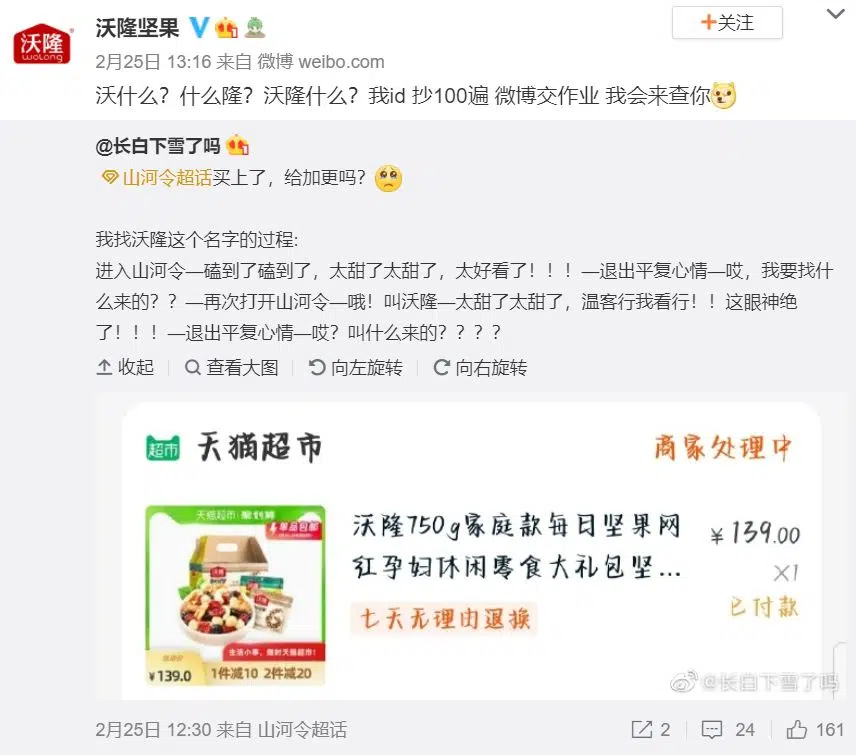 沃隆
wolong
沃隆坚果
+关注
2月25日 13:16 来自 微博 weibo.com
沃什么？什么隆？沃隆什么？我id 抄100遍 微博交作业 我会来查你
@长白下雪了吗
山河令超话买上了，给加更吗？
我找沃隆这个名字的过程:
进入山河令—磕到了磕到了，太甜了太甜了，太好看了！！！—退出平复心情—哎，我要找什
么来的？？—再次打开山河令—哦！叫沃隆—太甜了太甜了，温客行我看行！！这眼神绝
了！！！—退出平复心情—哎？叫什么来的？？？？
收起
查看大图
向左旋转
向右旋转
超市 天猫超市
商家处理中
天猫超市 聚划算
单品包邮
沃隆750g家庭款每日坚果网
¥139.00
红孕妇休闲零食大礼包坚...
×1
七天无理由退换
已付款
生活小事，随时天猫超市！
¥139.0
1件减10 2件减20
@长白下雪了吗
2月25日 12:30 来自 山河令超话
2
24
161